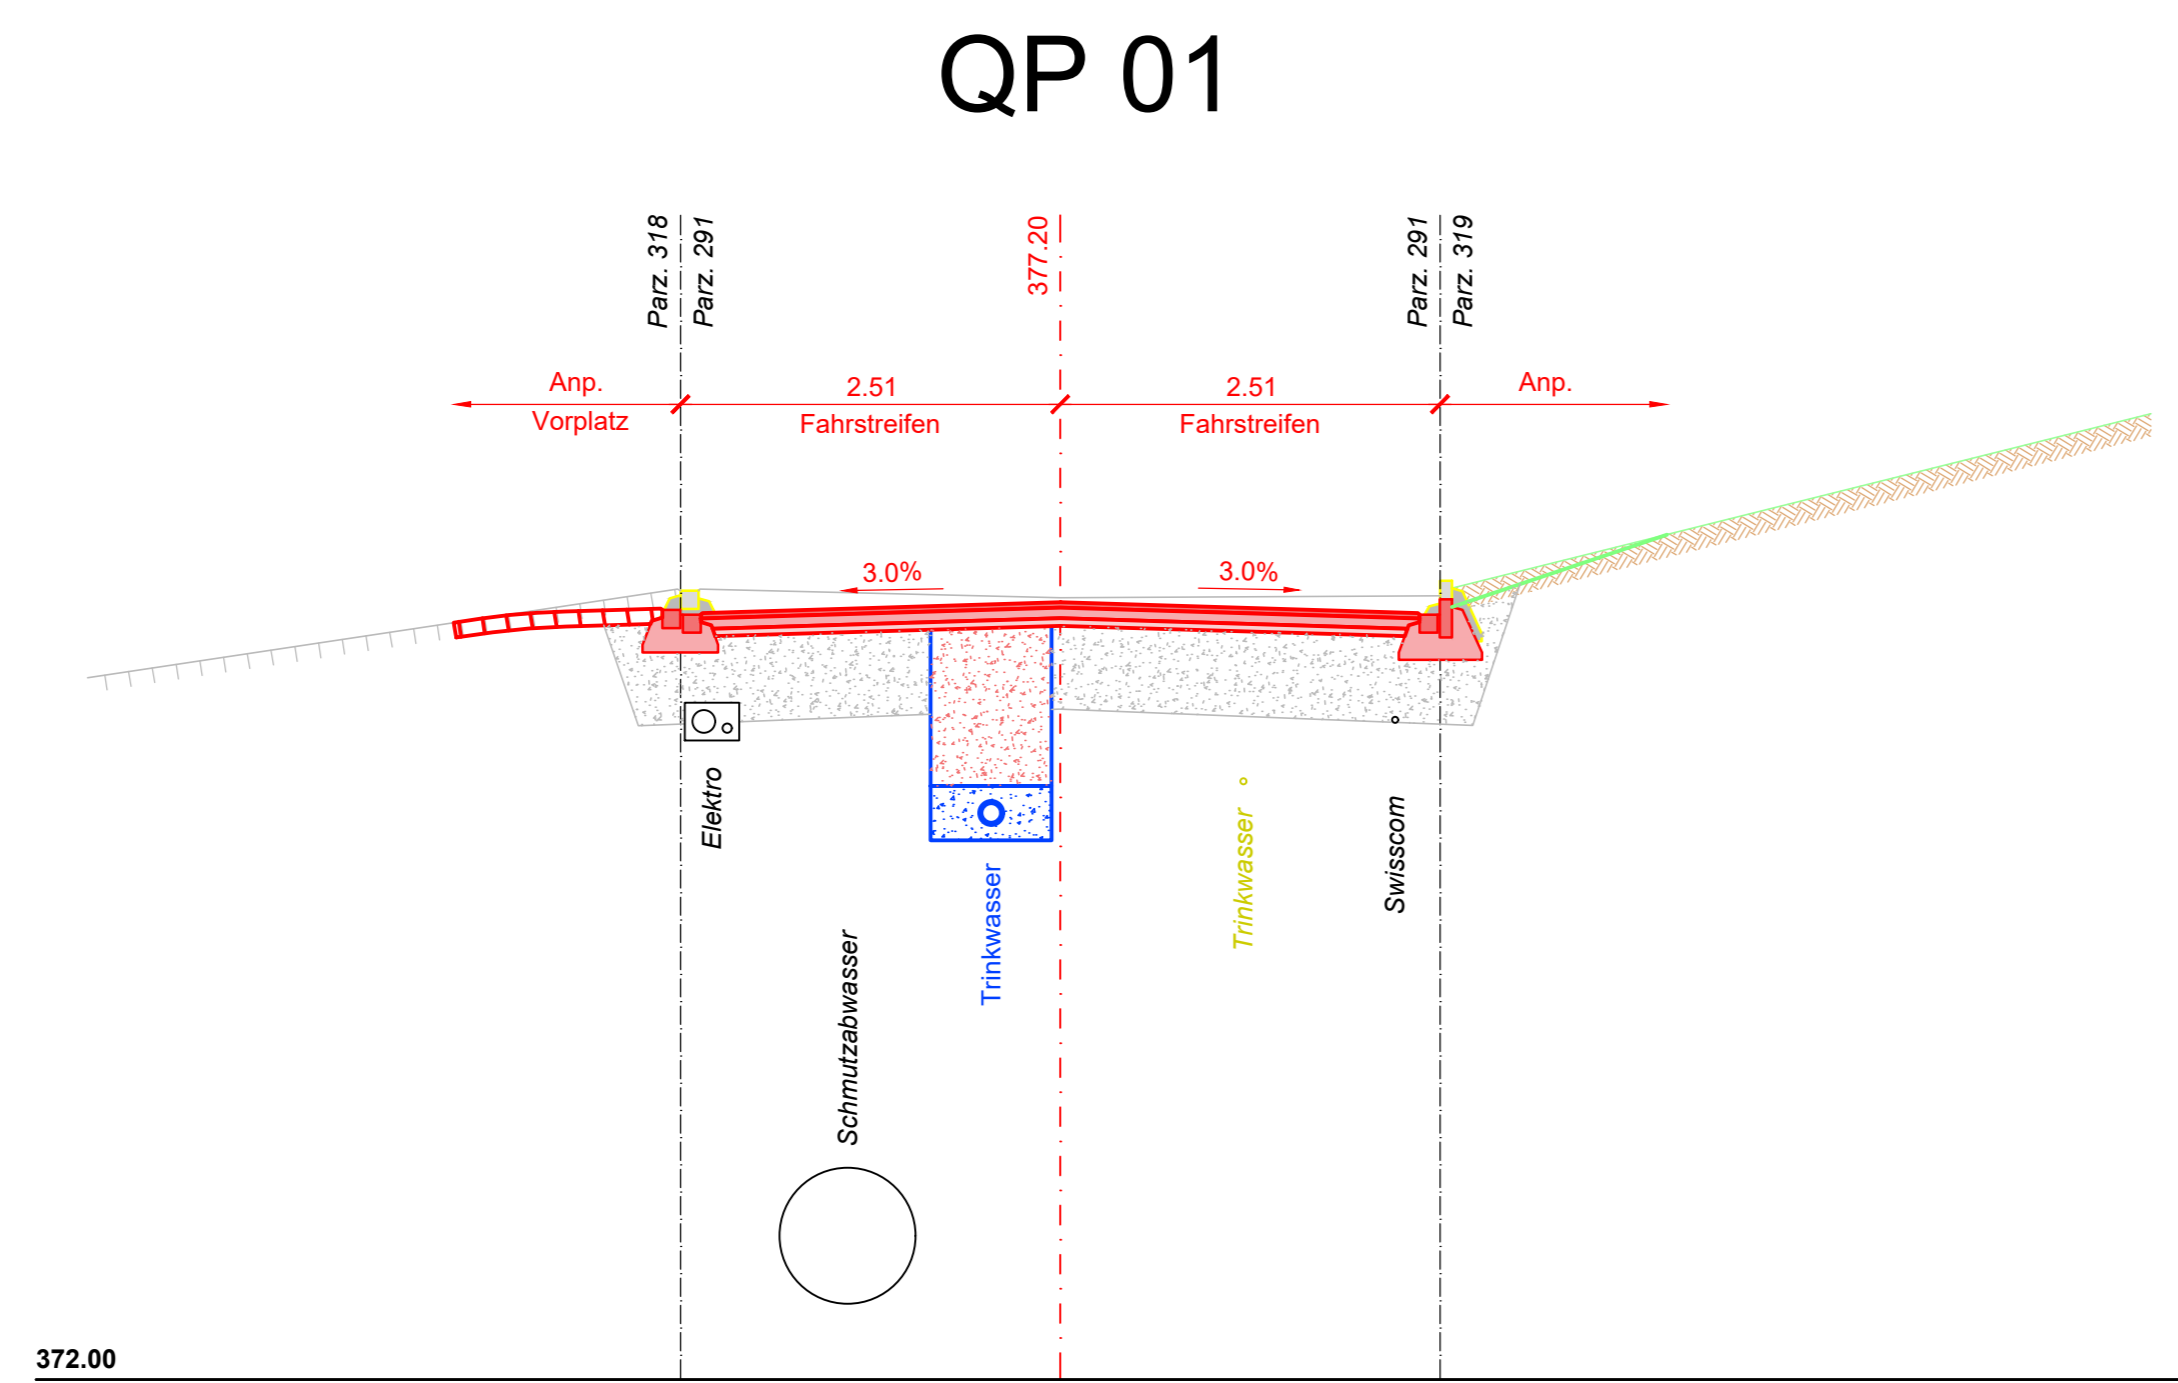 QP 01
Parz. 318
Parz. 291
377.20
Parz. 291
Parz. 319
Anp.
Vorplatz
2.51
Fahrstreifen
2.51
Fahrstreifen
Anp.
3.0%
3.0%
Elektro
Schmutzabwasser
Trinkwasser
Trinkwasser
Swisscom
372.00